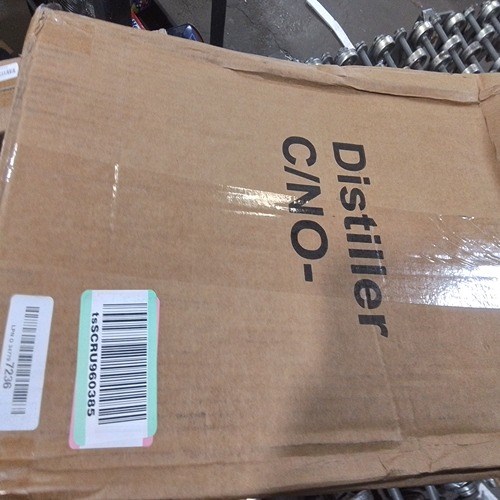 Distiller
C/NO-
tsSCRU960385
7236